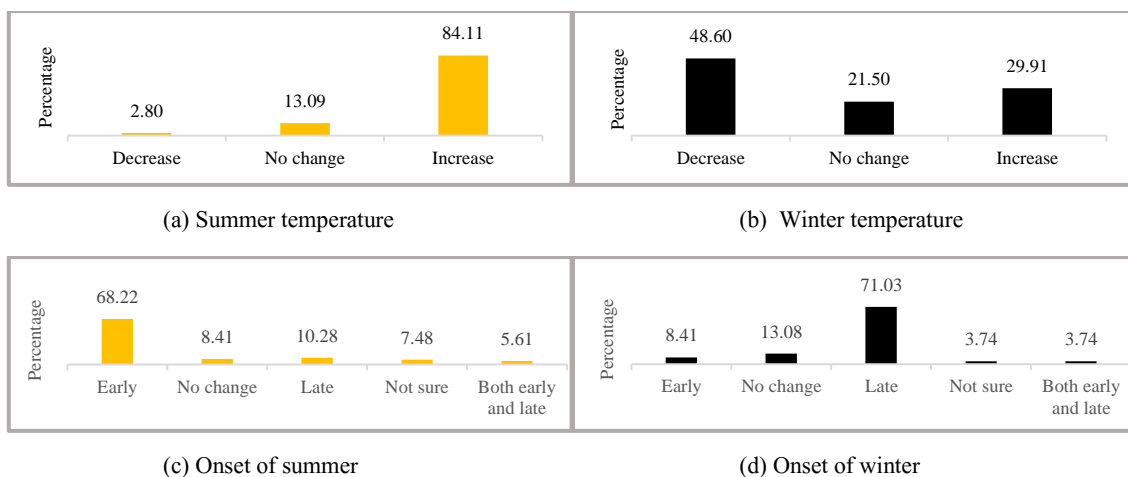 84.11
13.09
2.80
Percentage
Decrease No change Increase
48.60
21.50
29.91
Percentage
Decrease No change Increase
(a) Summer temperature
(b) Winter temperature
68.22
8.41
10.28
7.48
5.61
Percentage
Early No change Late Not sure Both early
and late
71.03
8.41
13.08
3.74
3.74
Percentage
Early No change Late Not sure Both early
and late
(c) Onset of summer
(d) Onset of winter